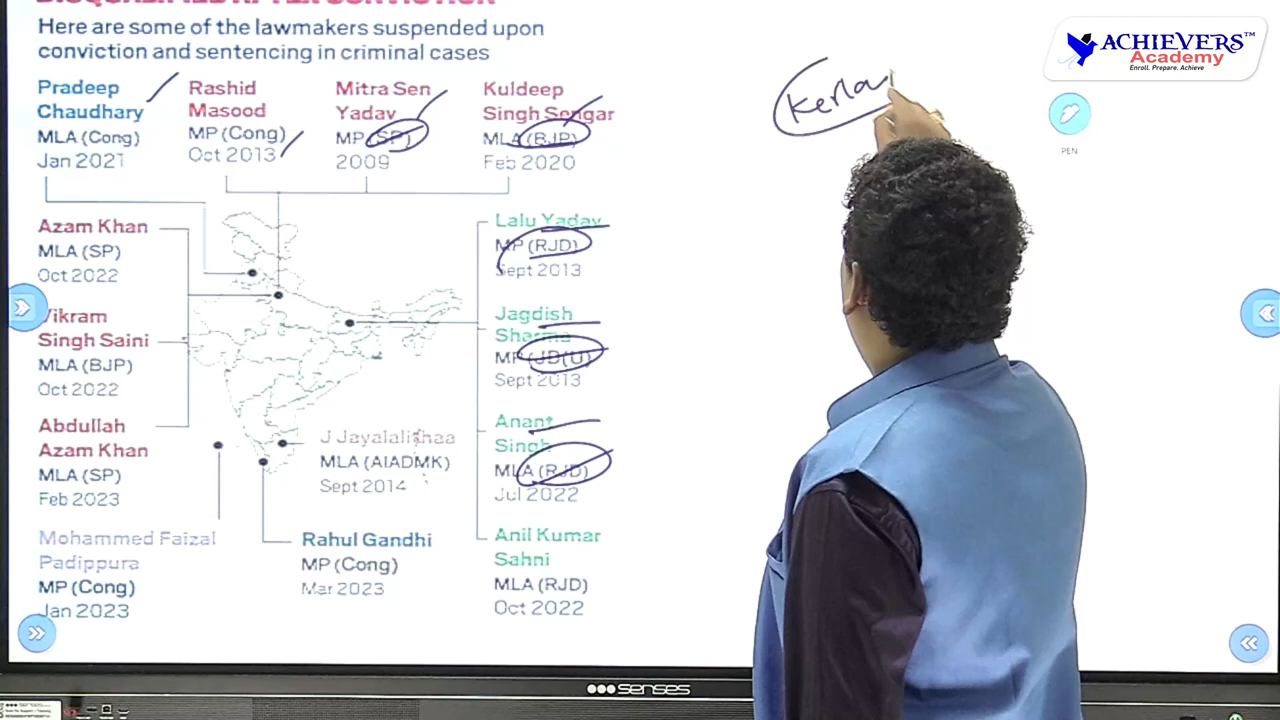 DISQUALIFIED AFTER CONVICTION
Here are some of the lawmakers suspended upon
conviction and sentencing in criminal cases
Pradeep
Chaudhary
MLA (Cong)
Jan 2021
Rashid
Masood
MP (Cong)
Oct 2013
Mitra Sen
Yadav
MP (SP)
2009
Kuldeep
Singh Sengar
MLA (BJP)
Feb 2020
Azam Khan
MLA (SP)
Oct 2022
Vikram
Singh Saini
MLA (BJP)
Oct 2022
Abdullah
Azam Khan
MLA (SP)
Feb 2023
Mohammed Faizal
Padippura
MP (Cong)
Jan 2023
J Jayalalithaa
MLA (AIADMK)
Sept 2014
Rahul Gandhi
MP (Cong)
Mar 2023
Lalu Yadav
MP (RJD)
Sept 2013
Jagdish
Sharma
MP (JD(U)
Sept 2013
Anant
Singh
MLA (RJD)
Jul 2022
Anil Kumar
Sahni
MLA (RJD)
Oct 2022
ACHIEVERS™
Academy
Enroll. Prepare. Achieve
PEN
senses